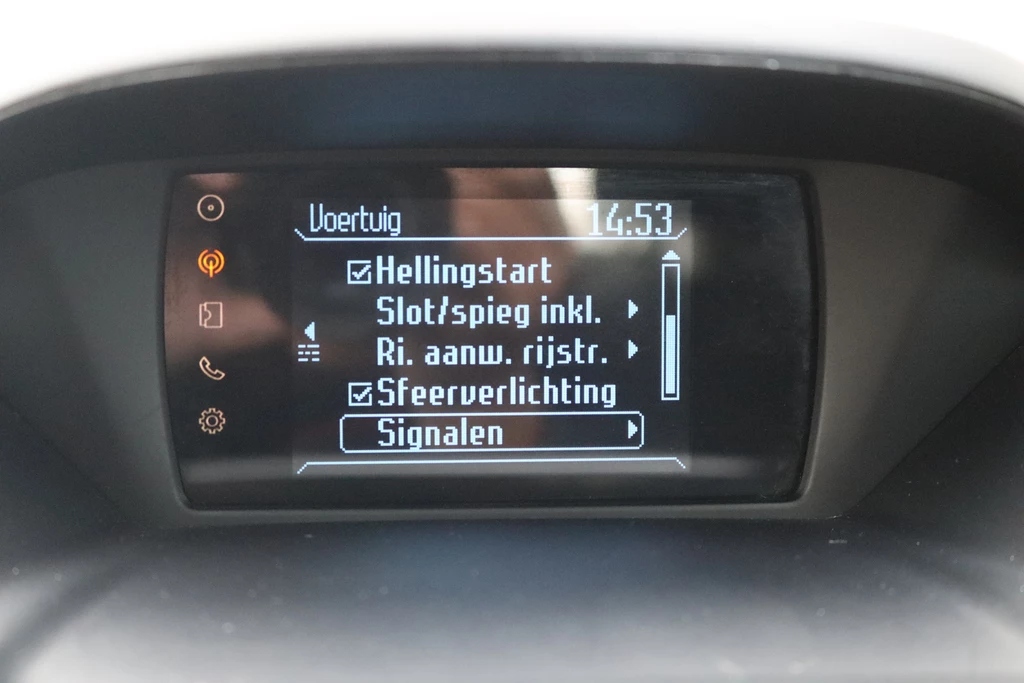 Voertuig 14:53
Hellingstart
Slot/spieg inkl.
Ri. aanw. rijstr.
Sfeerverlichting
Signalen